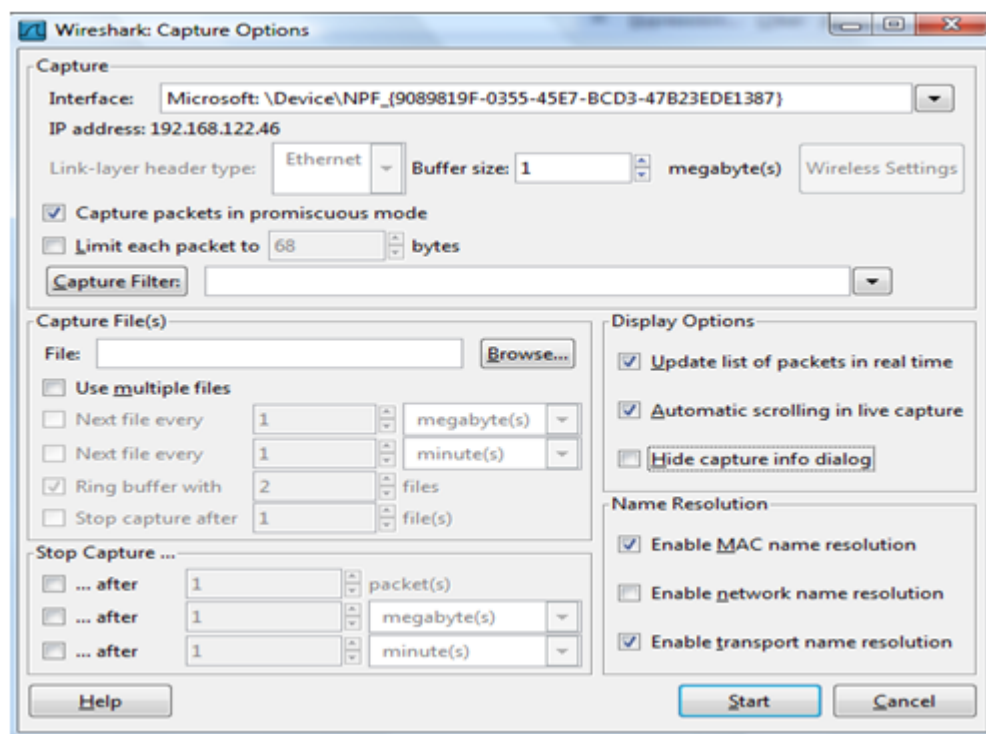 Wireshark: Capture Options
Capture
Interface: Microsoft: \Device\NPF_{9089819F-0355-45E7-BCD3-47B23EDE1387}
IP address: 192.168.122.46
Link-layer header type: Ethernet Buffer size: 1 megabyte(s) Wireless Settings
Capture packets in promiscuous mode
Limit each packet to 68 bytes
Capture Filter:
Capture File(s)
File: Browse...
Use multiple files
Next file every 1 megabyte(s)
Next file every 1 minute(s)
Ring buffer with 2 files
Stop capture after 1 file(s)
Stop Capture ...
... after 1 packet(s)
... after 1 megabyte(s)
... after 1 minute(s)
Display Options
Update list of packets in real time
Automatic scrolling in live capture
Hide capture info dialog
Name Resolution
Enable MAC name resolution
Enable network name resolution
Enable transport name resolution
Help Start Cancel